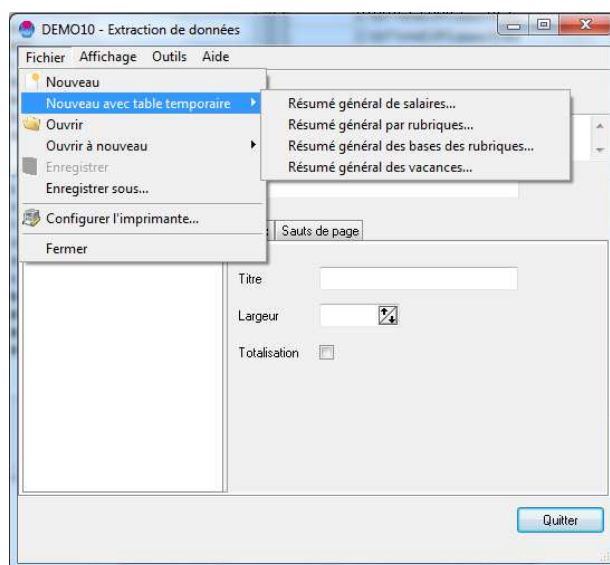 DEMO10 - Extraction de données
Fichier Affichage Outils Aide
Nouveau
Nouveau avec table temporaire
Ouvrir
Ouvrir à nouveau
Enregistrer
Enregistrer sous...
Configurer l'imprimante...
Fermer
Résumé général de salaires...
Résumé général par rubriques...
Résumé général des bases des rubriques...
Résumé général des vacances...
Sauts de page
Titre
Largeur
Totalisation
Quitter